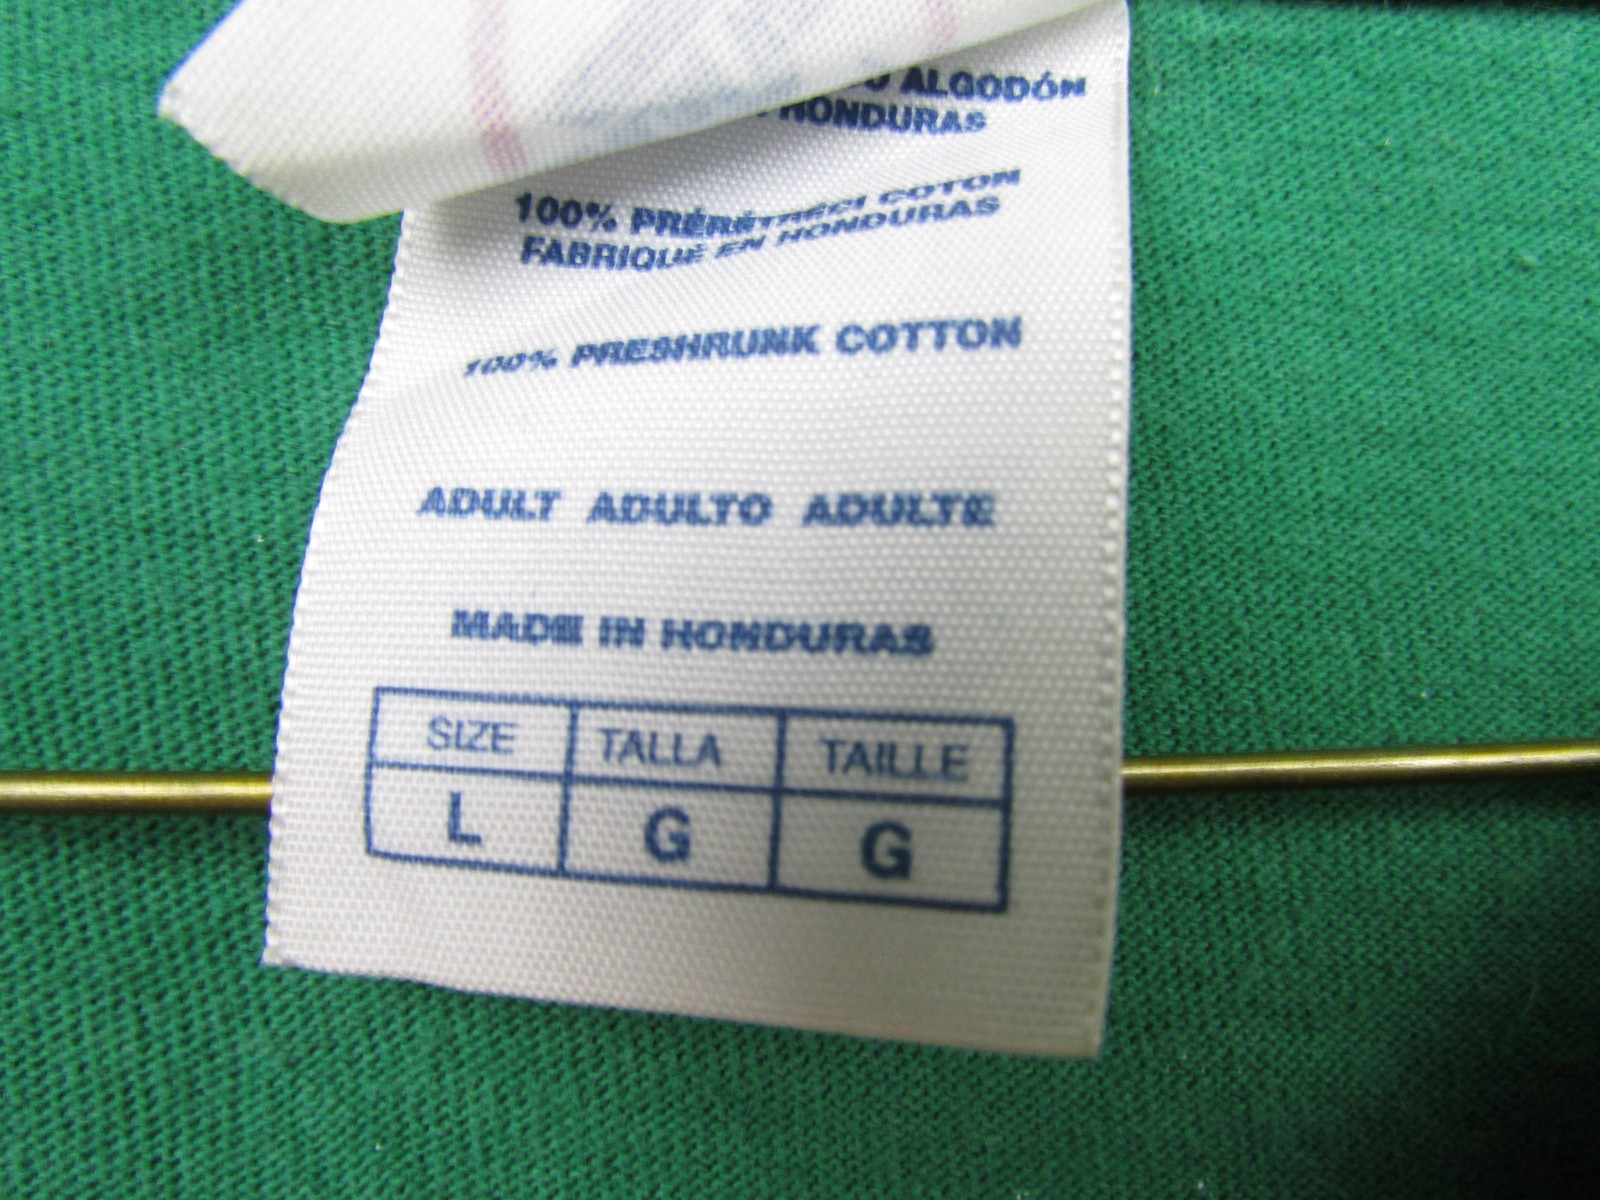 ALGODÓN
HONDURAS
100% PRÉRÉTRÉCI COTON
FABRIQUÉ EN HONDURAS
100% PRESHRUNK COTTON
ADULT ADULTO ADULTE
MADE IN HONDURAS
SIZE TALLA TAILLE
L G G